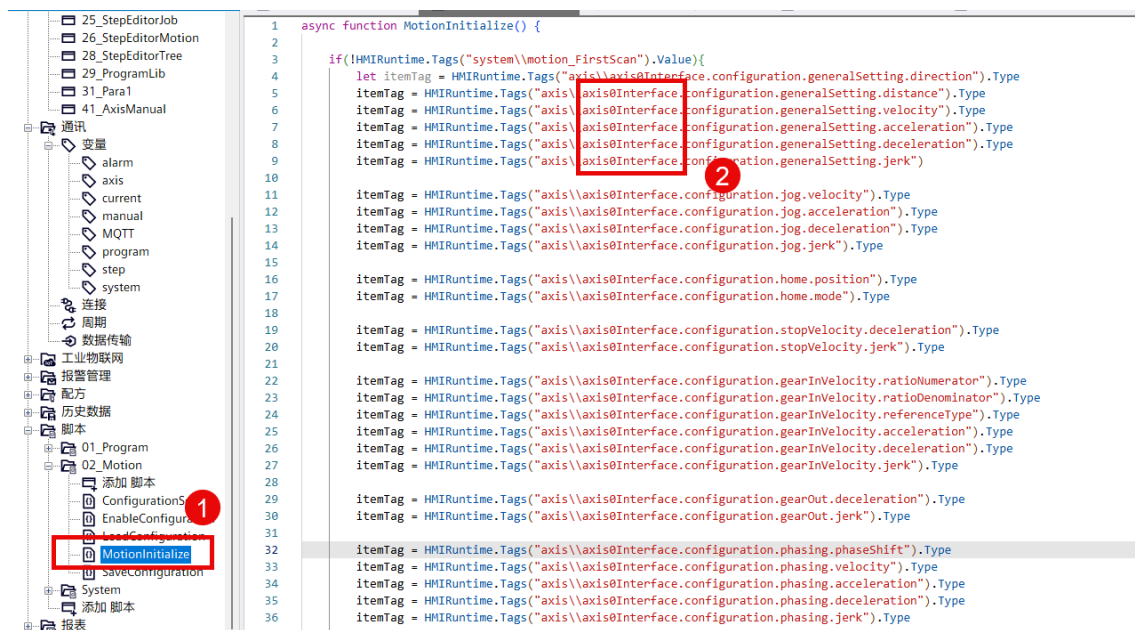 25_StepEditorJob
26_StepEditorMotion
28_StepEditorTree
29_ProgramLib
31_Para1
41_AxisManual
通讯
变量
alarm
axis
current
manual
MQTT
program
step
system
连接
周期
数据传输
工业物联网
报警管理
配方
历史数据
脚本
01_Program
02_Motion
添加 脚本
ConfigurationS
EnableConfigura
LoadConfiguration
MotionInitialize
SaveConfiguration
System
添加 脚本
报表
1
2
1 async function MotionInitialize() {
2
3 if(!HMIRuntime.Tags("system\\motion_FirstScan").Value){
4 let itemTag = HMIRuntime.Tags("axis\\axis0Interface.configuration.generalSetting.direction").Type
5 itemTag = HMIRuntime.Tags("axis\\axis0Interface.configuration.generalSetting.distance").Type
6 itemTag = HMIRuntime.Tags("axis\\axis0Interface.configuration.generalSetting.velocity").Type
7 itemTag = HMIRuntime.Tags("axis\\axis0Interface.configuration.generalSetting.acceleration").Type
8 itemTag = HMIRuntime.Tags("axis\\axis0Interface.configuration.generalSetting.deceleration").Type
9 itemTag = HMIRuntime.Tags("axis\\axis0Interface.configuration.generalSetting.jerk")
10
11 itemTag = HMIRuntime.Tags("axis\\axis0Interface.configuration.jog.velocity").Type
12 itemTag = HMIRuntime.Tags("axis\\axis0Interface.configuration.jog.acceleration").Type
13 itemTag = HMIRuntime.Tags("axis\\axis0Interface.configuration.jog.deceleration").Type
14 itemTag = HMIRuntime.Tags("axis\\axis0Interface.configuration.jog.jerk").Type
15
16 itemTag = HMIRuntime.Tags("axis\\axis0Interface.configuration.home.position").Type
17 itemTag = HMIRuntime.Tags("axis\\axis0Interface.configuration.home.mode").Type
18
19 itemTag = HMIRuntime.Tags("axis\\axis0Interface.configuration.stopVelocity.deceleration").Type
20 itemTag = HMIRuntime.Tags("axis\\axis0Interface.configuration.stopVelocity.jerk").Type
21
22 itemTag = HMIRuntime.Tags("axis\\axis0Interface.configuration.gearInVelocity.ratioNumerator").Type
23 itemTag = HMIRuntime.Tags("axis\\axis0Interface.configuration.gearInVelocity.ratioDenominator").Type
24 itemTag = HMIRuntime.Tags("axis\\axis0Interface.configuration.gearInVelocity.referenceType").Type
25 itemTag = HMIRuntime.Tags("axis\\axis0Interface.configuration.gearInVelocity.acceleration").Type
26 itemTag = HMIRuntime.Tags("axis\\axis0Interface.configuration.gearInVelocity.deceleration").Type
27 itemTag = HMIRuntime.Tags("axis\\axis0Interface.configuration.gearInVelocity.jerk").Type
28
29 itemTag = HMIRuntime.Tags("axis\\axis0Interface.configuration.gearOut.deceleration").Type
30 itemTag = HMIRuntime.Tags("axis\\axis0Interface.configuration.gearOut.jerk").Type
31
32 itemTag = HMIRuntime.Tags("axis\\axis0Interface.configuration.phasing.phaseShift").Type
33 itemTag = HMIRuntime.Tags("axis\\axis0Interface.configuration.phasing.velocity").Type
34 itemTag = HMIRuntime.Tags("axis\\axis0Interface.configuration.phasing.acceleration").Type
35 itemTag = HMIRuntime.Tags("axis\\axis0Interface.configuration.phasing.deceleration").Type
36 itemTag = HMIRuntime.Tags("axis\\axis0Interface.configuration.phasing.jerk").Type